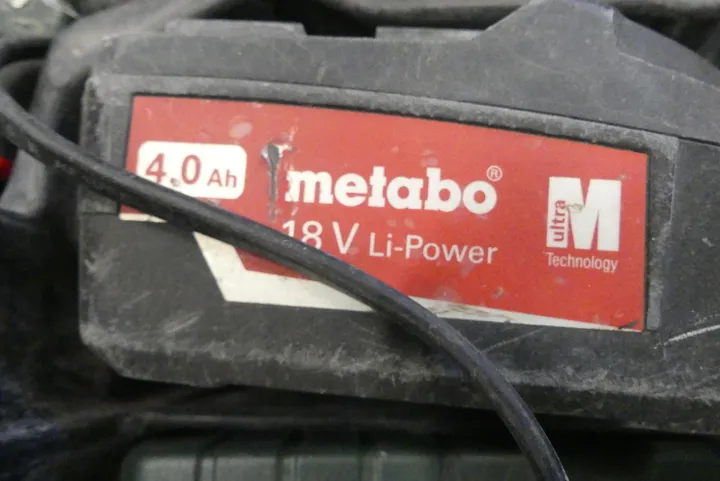 4.0 Ah
metabo®
18 V Li-Power
ultra M
Technology